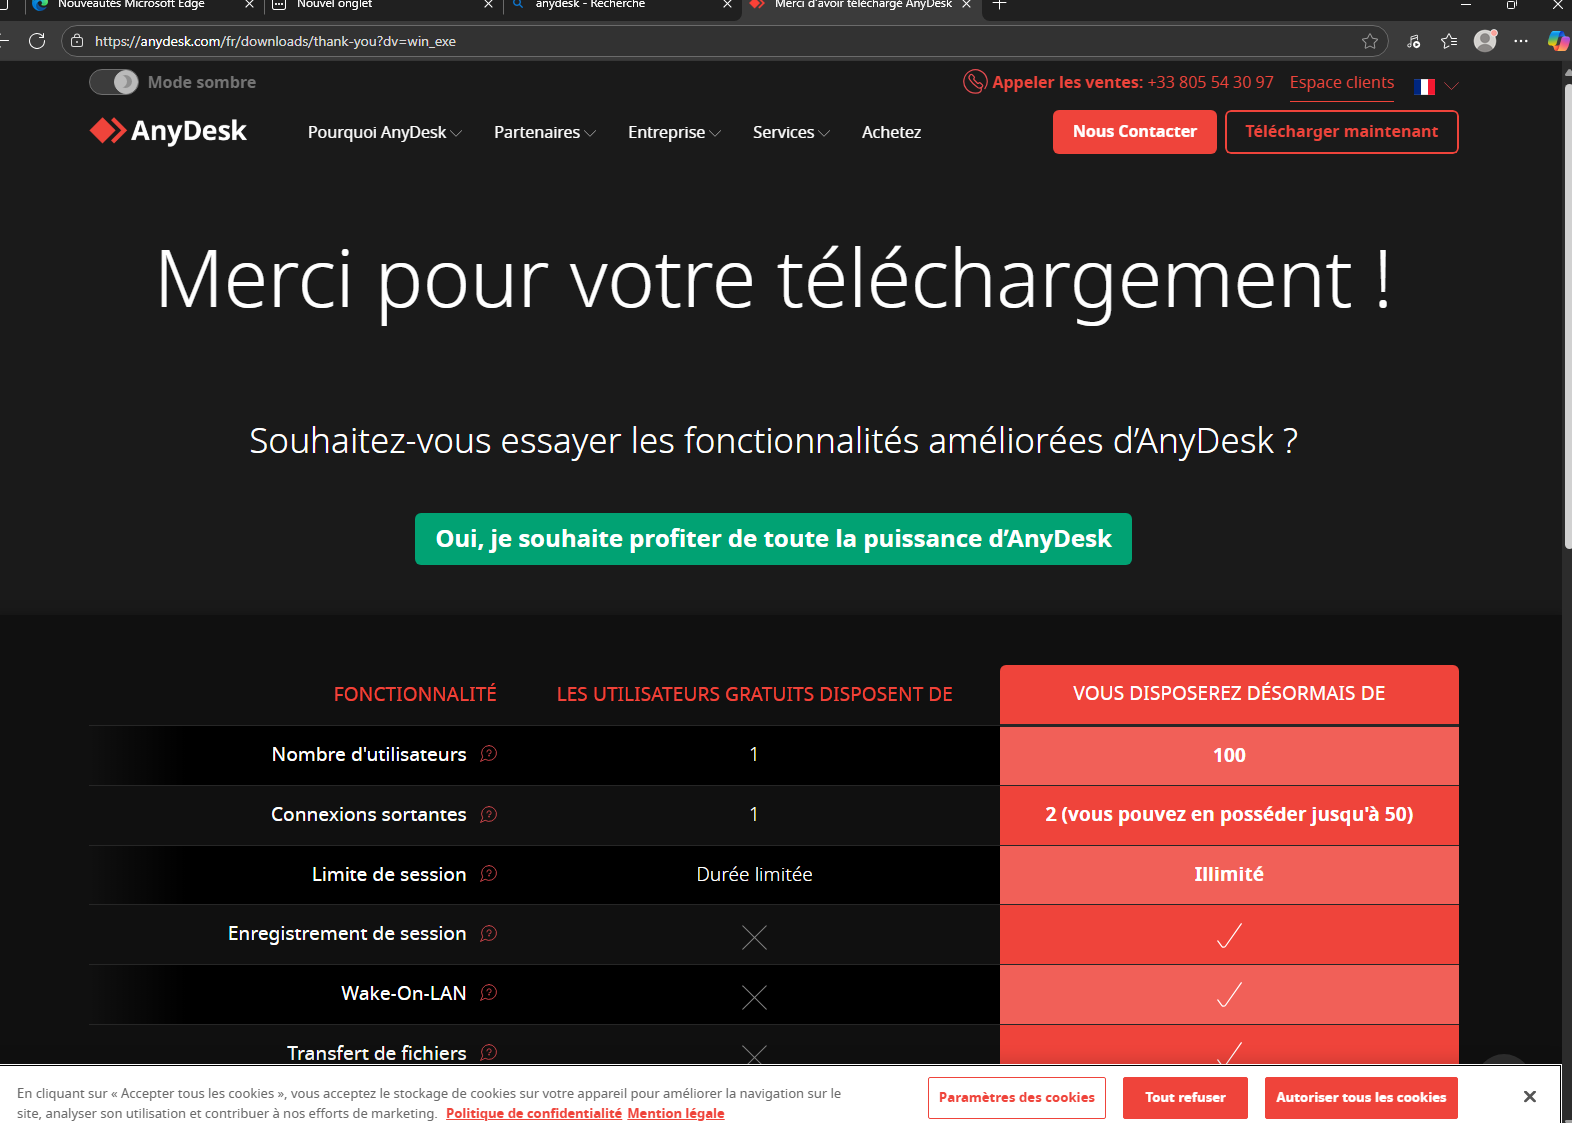 Nouveautés Microsoft Edge
Nouvel onglet
anydesk - Recherche
Merci d'avoir téléchargé AnyDesk
https://anydesk.com/fr/downloads/thank-you?dv=win_exe
Mode sombre
Appeler les ventes: +33 805 54 30 97
Espace clients
AnyDesk
Pourquoi AnyDesk
Partenaires
Entreprise
Services
Achetez
Nous Contacter
Télécharger maintenant
Merci pour votre téléchargement !
Souhaitez-vous essayer les fonctionnalités améliorées d’AnyDesk ?
Oui, je souhaite profiter de toute la puissance d’AnyDesk
FONCTIONNALITÉ LES UTILISATEURS GRATUITS DISPOSENT DE VOUS DISPOSEREZ DÉSORMAIS DE
Nombre d'utilisateurs 1 100
Connexions sortantes 1 2 (vous pouvez en posséder jusqu'à 50)
Limite de session Durée limitée Illimité
Enregistrement de session
Wake-On-LAN
Transfert de fichiers
En cliquant sur « Accepter tous les cookies », vous acceptez le stockage de cookies sur votre appareil pour améliorer la navigation sur le
site, analyser son utilisation et contribuer à nos efforts de marketing. Politique de confidentialité Mention légale
Paramètres des cookies
Tout refuser
Autoriser tous les cookies